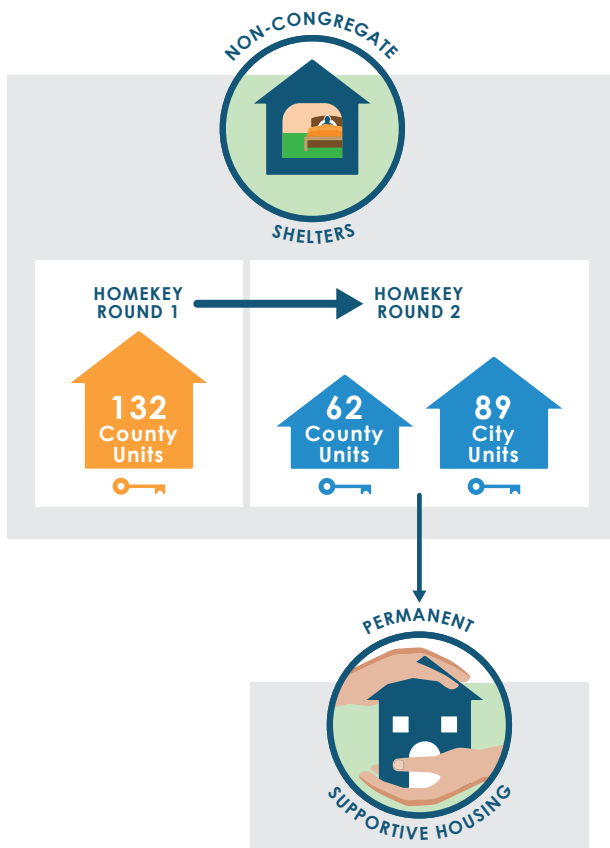 NON-CONGREGATE
SHELTERS
HOMEKEY
ROUND 1
HOMEKEY
ROUND 2
132
County
Units
62
County
Units
89
City
Units
PERMANENT
SUPPORTIVE HOUSING